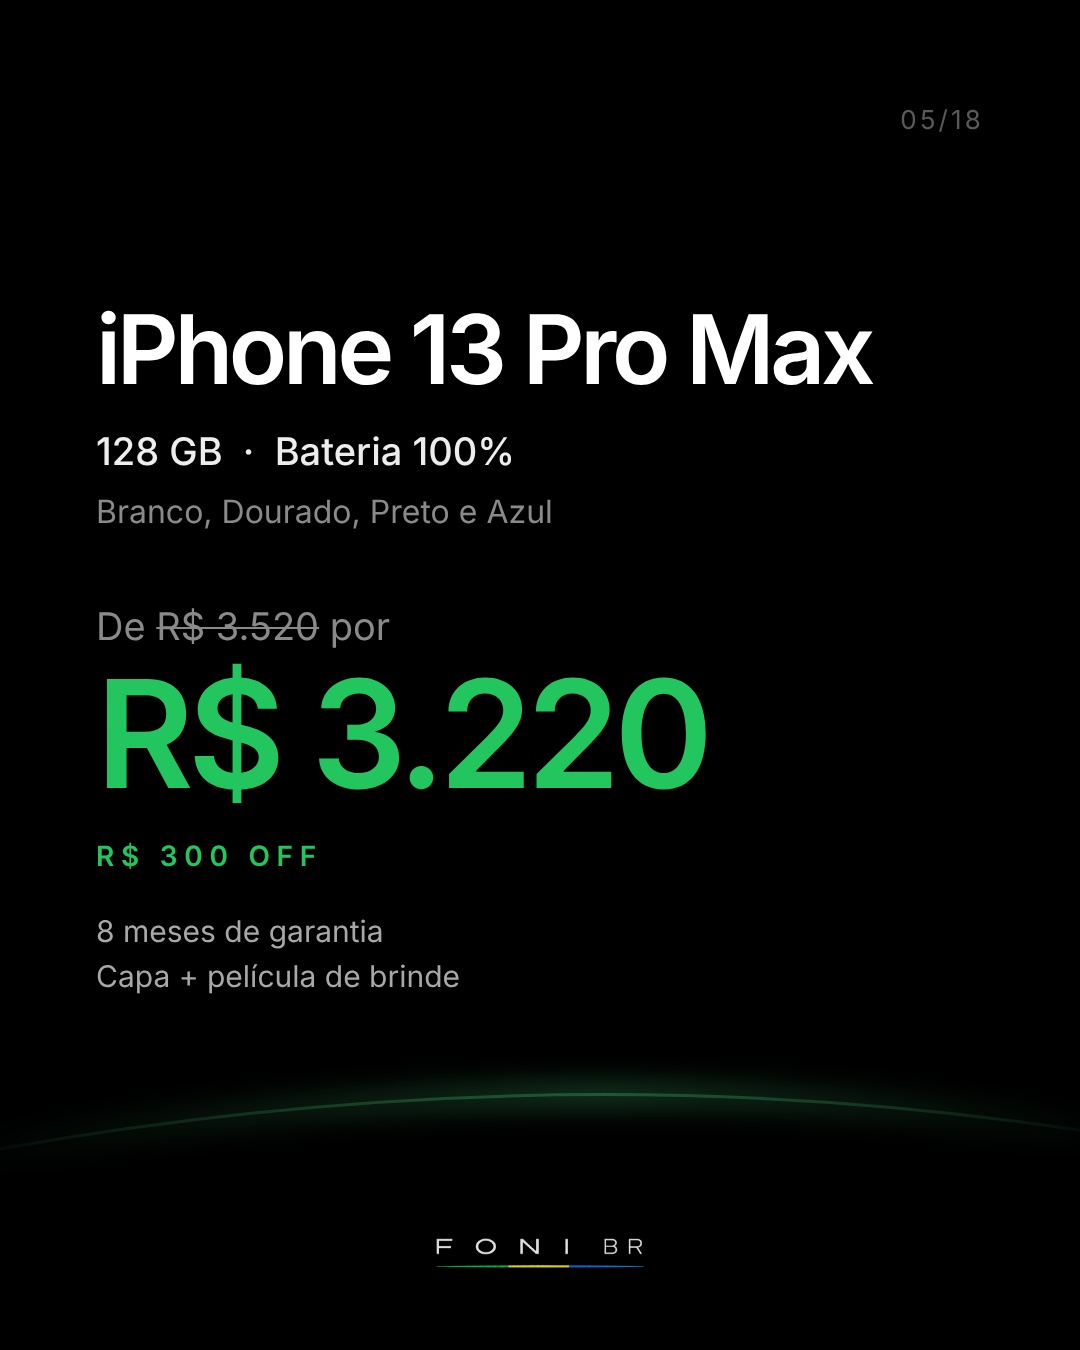 05/18
iPhone 13 Pro Max
128 GB · Bateria 100%
Branco, Dourado, Preto e Azul
De R$ 3.520 por
R$ 3.220
R$ 300 OFF
8 meses de garantia
Capa + película de brinde
FONI BR